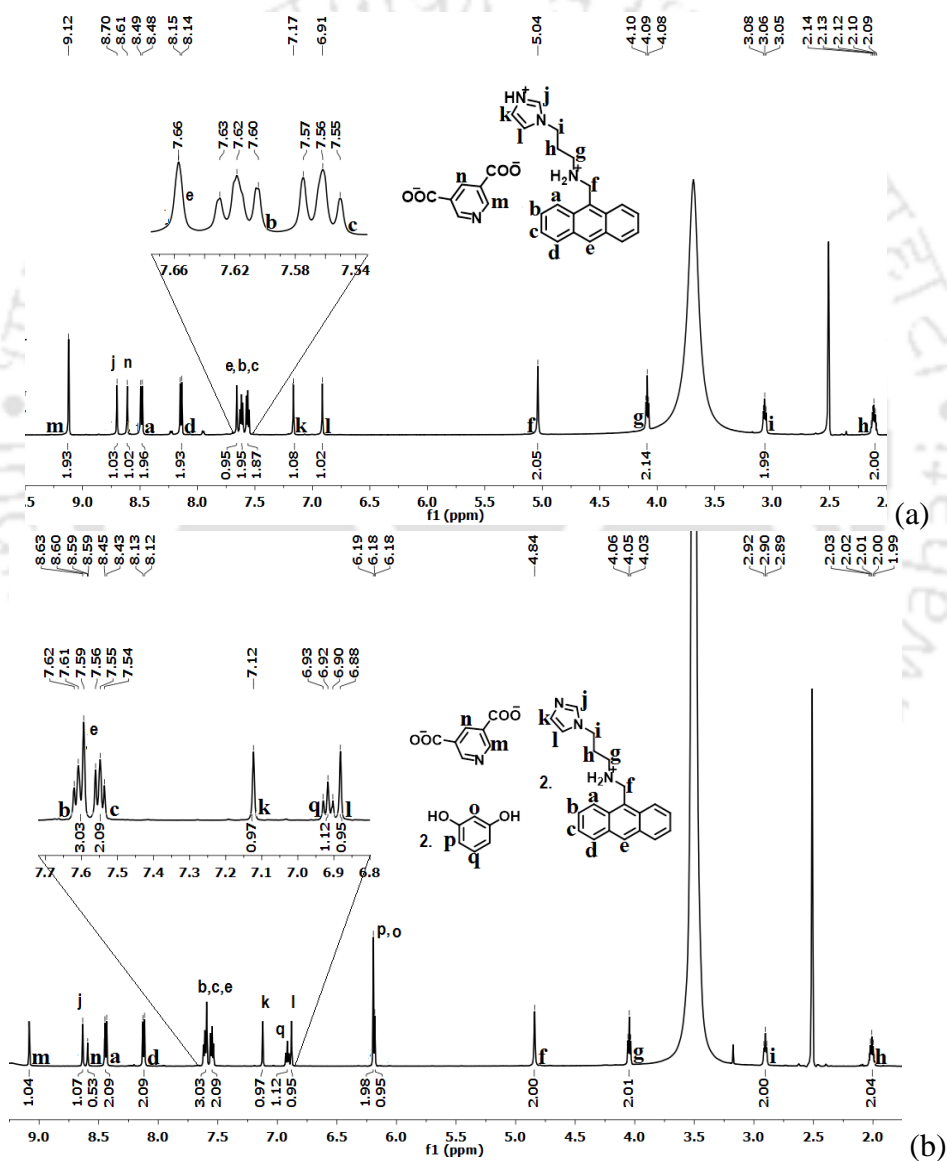 9.12 8.70 8.61 8.49 8.48 8.15 8.14 7.17 6.91 5.04 4.10 4.09 4.08 3.08 3.06 3.05 2.14 2.13 2.12 2.10 2.09
7.66 7.63 7.62 7.60 7.57 7.56 7.55
e b c
7.66 7.62 7.58 7.54
HN+ j
k N i
l
h g
⁻OOC n COO⁻ H2N+ f
m a
N b
c e
d
j n e, b, c
m a d k l f g i h
1.93 1.03 1.02 1.96 1.93 0.95 1.95 1.87 1.08 1.02 2.05 2.14 1.99 2.00
.5 9.0 8.5 8.0 7.5 7.0 6.5 6.0 5.5 5.0 4.5 4.0 3.5 3.0 2.5 2.0
f1 (ppm)
(a)
8.63 8.60 8.59 8.59 8.45 8.43 8.13 8.12 6.19 6.18 6.18 4.84 4.06 4.05 4.03 2.92 2.90 2.89 2.03 2.02 2.01 2.00 1.99
7.62 7.61 7.59 7.56 7.55 7.54 7.12 6.93 6.92 6.90 6.88
e
b c k q l
3.03 2.09 0.97 1.12 0.95
7.7 7.6 7.5 7.4 7.3 7.2 7.1 7.0 6.9 6.8
N j
k N i
l
h g
⁻OOC n COO⁻ 2. H2N+ f
m
N a
HO o OH b
2. p c e
q d
p, o
j b,c,e k l
q
m n a d f g i h
1.04 1.07 0.53 2.09 2.09 3.03 2.09 0.97 1.12 0.95 1.98 0.95 2.00 2.01 2.00 2.04
9.0 8.5 8.0 7.5 7.0 6.5 6.0 5.5 5.0 4.5 4.0 3.5 3.0 2.5 2.0
f1 (ppm)
(b)